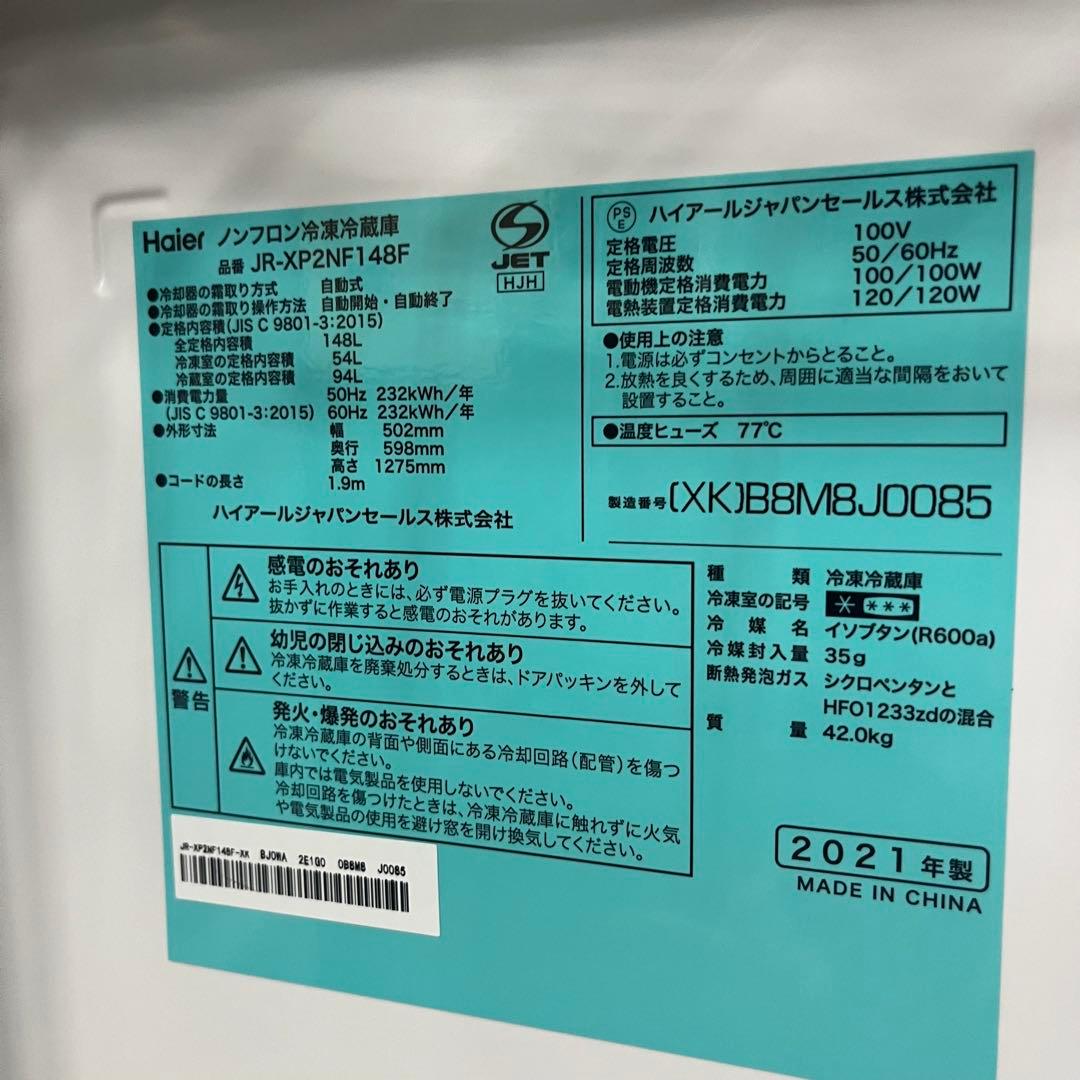 Haier ノンフロン冷凍冷蔵庫
品番 JR-XP2NF148F
JET
HJH
●冷却器の霜取り方式 自動式
●冷却器の霜取り操作方法 自動開始・自動終了
●定格内容積(JIS C 9801-3:2015)
全定格内容積 148L
冷凍室の定格内容積 54L
冷蔵室の定格内容積 94L
●消費電力量 50Hz 232kWh/年
(JIS C 9801-3:2015) 60Hz 232kWh/年
●外形寸法 幅 502mm
奥行 598mm
高さ 1275mm
●コードの長さ 1.9m
ハイアールジャパンセールス株式会社
PSE ハイアールジャパンセールス株式会社
定格電圧 100V
定格周波数 50/60Hz
電動機定格消費電力 100/100W
電熱装置定格消費電力 120/120W
●使用上の注意
1.電源は必ずコンセントからとること。
2.放熱を良くするため、周囲に適当な間隔をおいて
設置すること。
●温度ヒューズ 77℃
製造番号 (XK)B8M8J0085
警告
感電のおそれあり
お手入れのときには、必ず電源プラグを抜いてください。
抜かずに作業すると感電のおそれがあります。
幼児の閉じ込みのおそれあり
冷凍冷蔵庫を廃棄処分するときは、ドアパッキンを外して
ください。
発火・爆発のおそれあり
冷凍冷蔵庫の背面や側面にある冷却回路(配管)を傷つ
けないでください。
庫内では電気製品を使用しないでください。
冷却回路を傷つけたときは、冷凍冷蔵庫に触れずに火気
や電気製品の使用を避け窓を開け換気してください。
種類 冷凍冷蔵庫
冷凍室の記号 * ***
冷媒名 イソブタン(R600a)
冷媒封入量 35g
断熱発泡ガス シクロペンタンと
HFO1233zdの混合
質量 42.0kg
JR-XP2NF148F-XK BJ0WA 2E1G0 0B8M8 J0085
2021年製
MADE IN CHINA